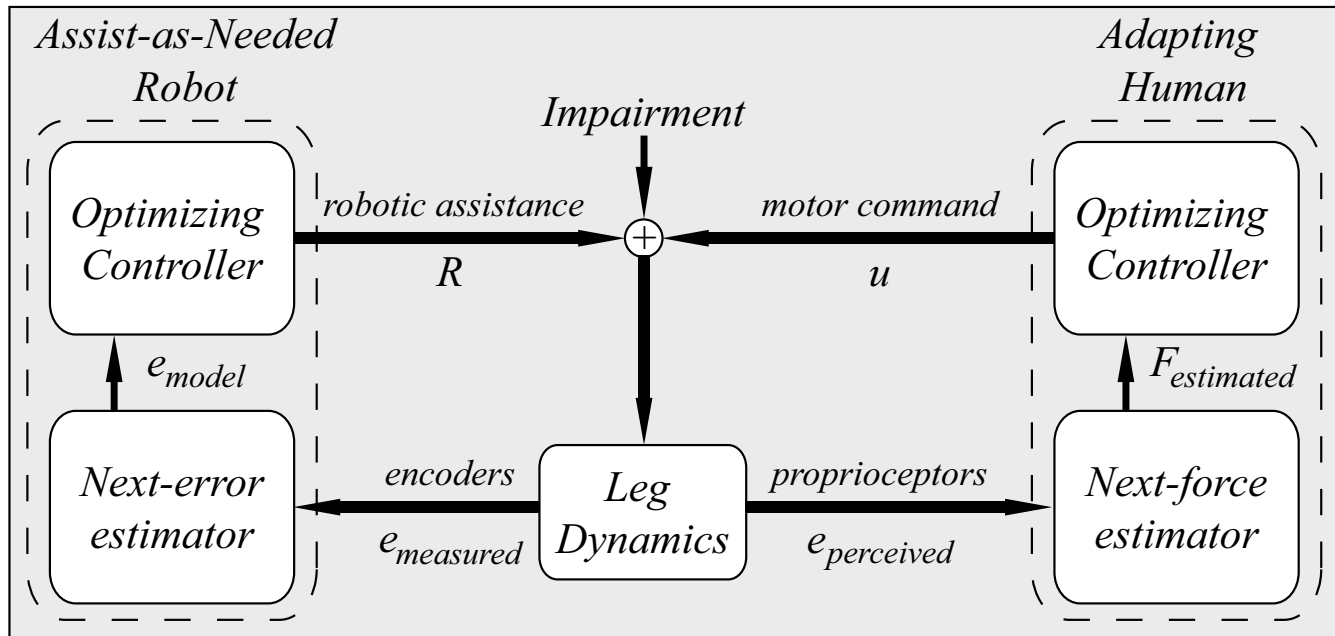 Assist-as-Needed
Robot
Adapting
Human
Impairment
Optimizing
Controller
robotic assistance
R
+
motor command
u
Optimizing
Controller
e_model
F_estimated
Next-error
estimator
encoders
e_measured
Leg
Dynamics
proprioceptors
e_perceived
Next-force
estimator